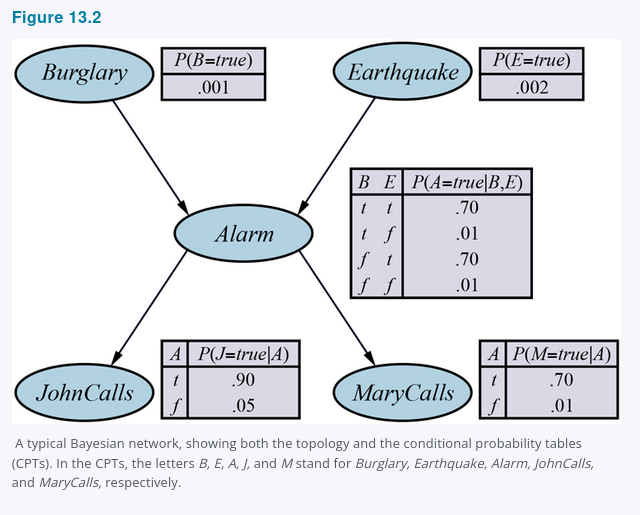 Figure 13.2
Burglary
P(B=true)
.001
Earthquake
P(E=true)
.002
B E P(A=true|B,E)
t t .70
t f .01
f t .70
f f .01
Alarm
JohnCalls
A P(J=true|A)
t .90
f .05
MaryCalls
A P(M=true|A)
t .70
f .01
A typical Bayesian network, showing both the topology and the conditional probability tables
(CPTs). In the CPTs, the letters B, E, A, J, and M stand for Burglary, Earthquake, Alarm, JohnCalls,
and MaryCalls, respectively.